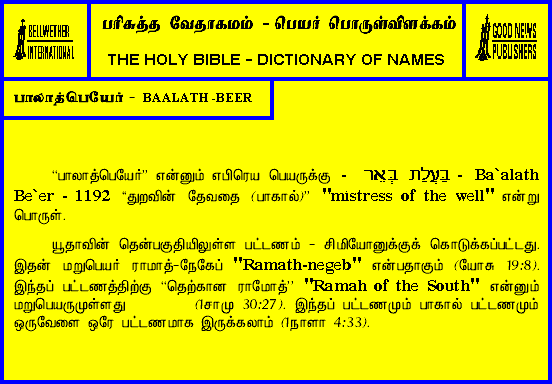 BELLWETHER
INTERNATIONAL
பரிசுத்த வேதாகமம் - பெயர் பொருள்விளக்கம்
THE HOLY BIBLE - DICTIONARY OF NAMES
GOOD NEWS
PUBLISHERS
பாலாத்பெயேர் - BAALATH -BEER
“பாலாத்பெயேர்” என்னும் எபிரெய பெயருக்கு - בַּעֲלַת בְּאֵר - Ba`alath
Be`er - 1192 “துரவின் தேவதை (பாகால்)” "mistress of the well" என்று
பொருள்.
யூதாவின் தென்பகுதியிலுள்ள பட்டணம் - சிமியோனுக்குக் கொடுக்கப்பட்டது.
இதன் மறுபெயர் ராமாத்-நேகேப் "Ramath-negeb" என்பதாகும் (யோசு 19:8).
இந்தப் பட்டணத்திற்கு “தெற்கான ராமோத்” "Ramah of the South" என்னும்
மறுபெயருமுள்ளது (1சாமு 30:27). இந்தப் பட்டணமும் பாகால் பட்டணமும்
ஒருவேளை ஒரே பட்டணமாக இருக்கலாம் (1நாளா 4:33).